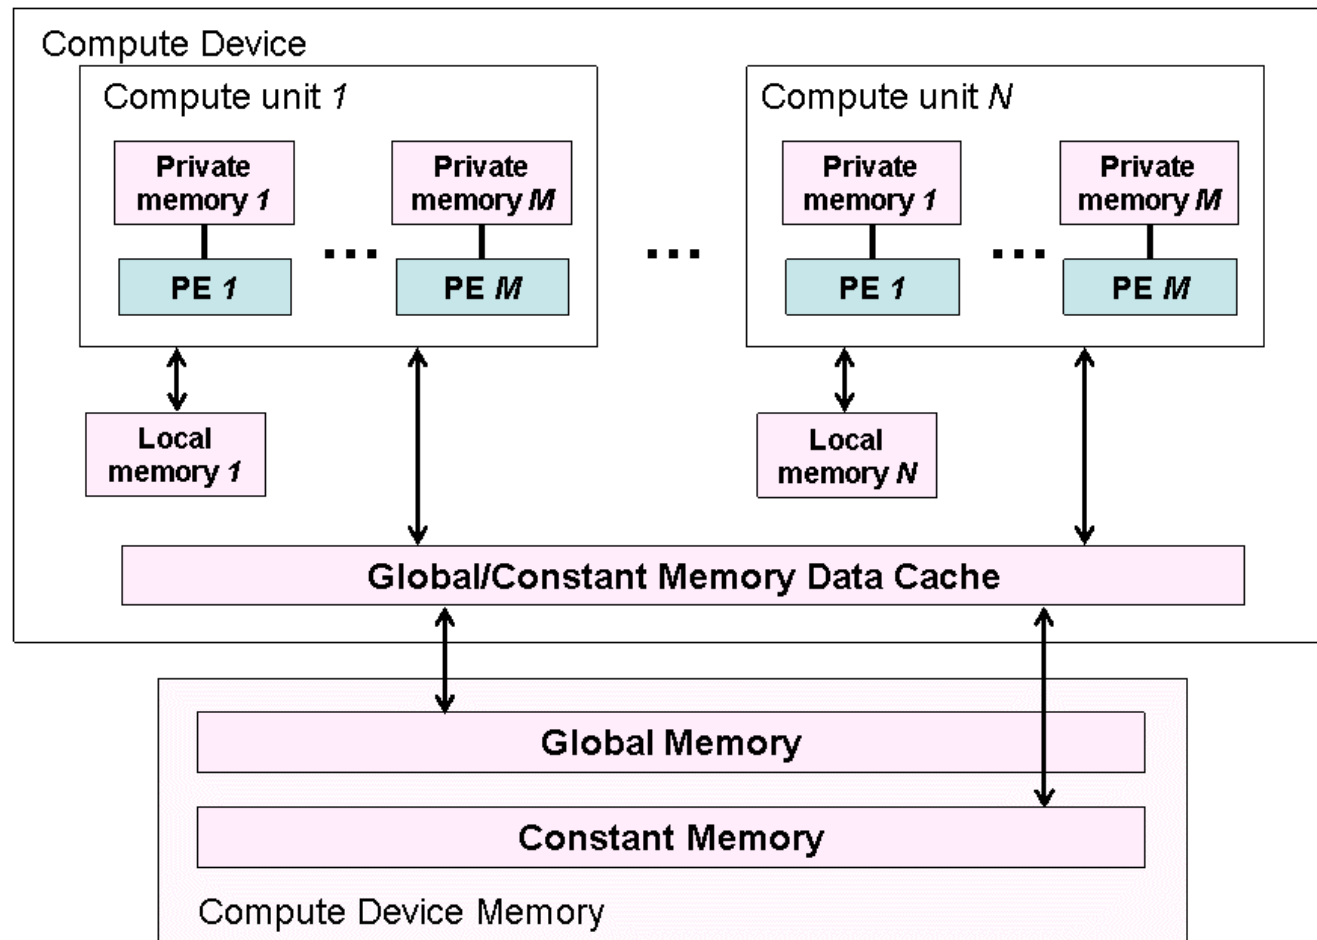 Compute Device
Compute unit 1
Private
memory 1
Private
memory M
...
PE 1
PE M
...
Compute unit N
Private
memory 1
Private
memory M
...
PE 1
PE M
Local
memory 1
Local
memory N
Global/Constant Memory Data Cache
Global Memory
Constant Memory
Compute Device Memory